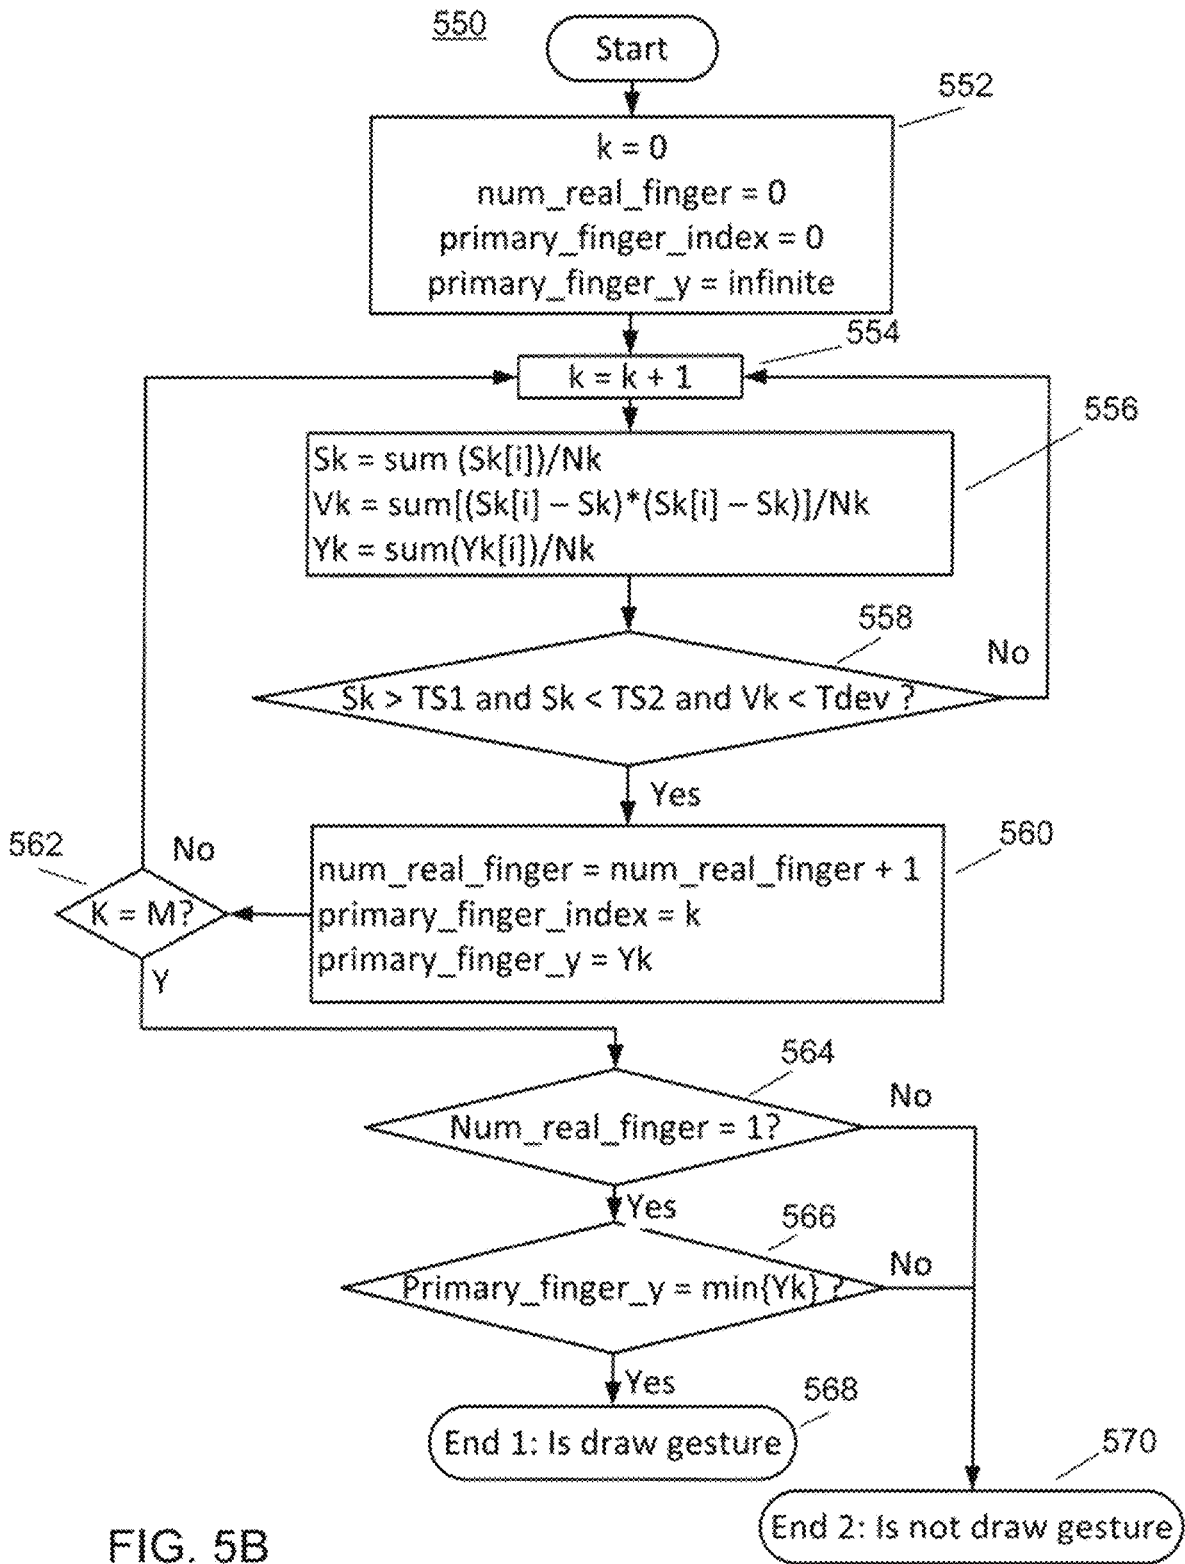 550
Start
552
k = 0
num_real_finger = 0
primary_finger_index = 0
primary_finger_y = infinite
554
k = k + 1
556
Sk = sum (Sk[i])/Nk
Vk = sum[(Sk[i] – Sk)*(Sk[i] – Sk)]/Nk
Yk = sum(Yk[i])/Nk
558
No
Sk > TS1 and Sk < TS2 and Vk < Tdev ?
Yes
562
No
560
num_real_finger = num_real_finger + 1
K = M?
primary_finger_index = k
primary_finger_y = Yk
Y
564
No
Num_real_finger = 1?
Yes
566
No
Primary_finger_y = min{Yk} ?
Yes
568
End 1: Is draw gesture
570
End 2: Is not draw gesture
FIG. 5B